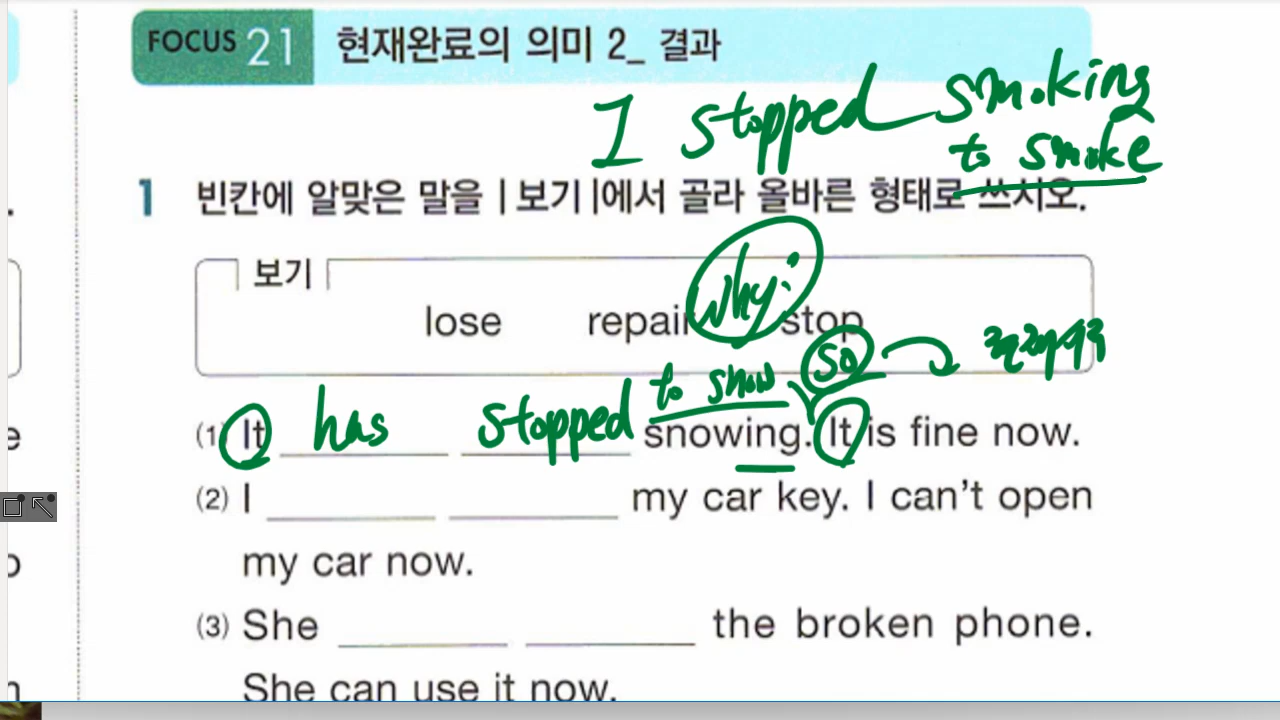 FOCUS 21 현재완료의 의미 2_ 결과
I stopped smoking
to smoke
1 빈칸에 알맞은 말을 |보기|에서 골라 올바른 형태로 쓰시오.
보기
why:
lose repair stop
so
to snow
(1) It has stopped snowing. It is fine now.
(2) I my car key. I can't open
my car now.
(3) She the broken phone.
She can use it now.